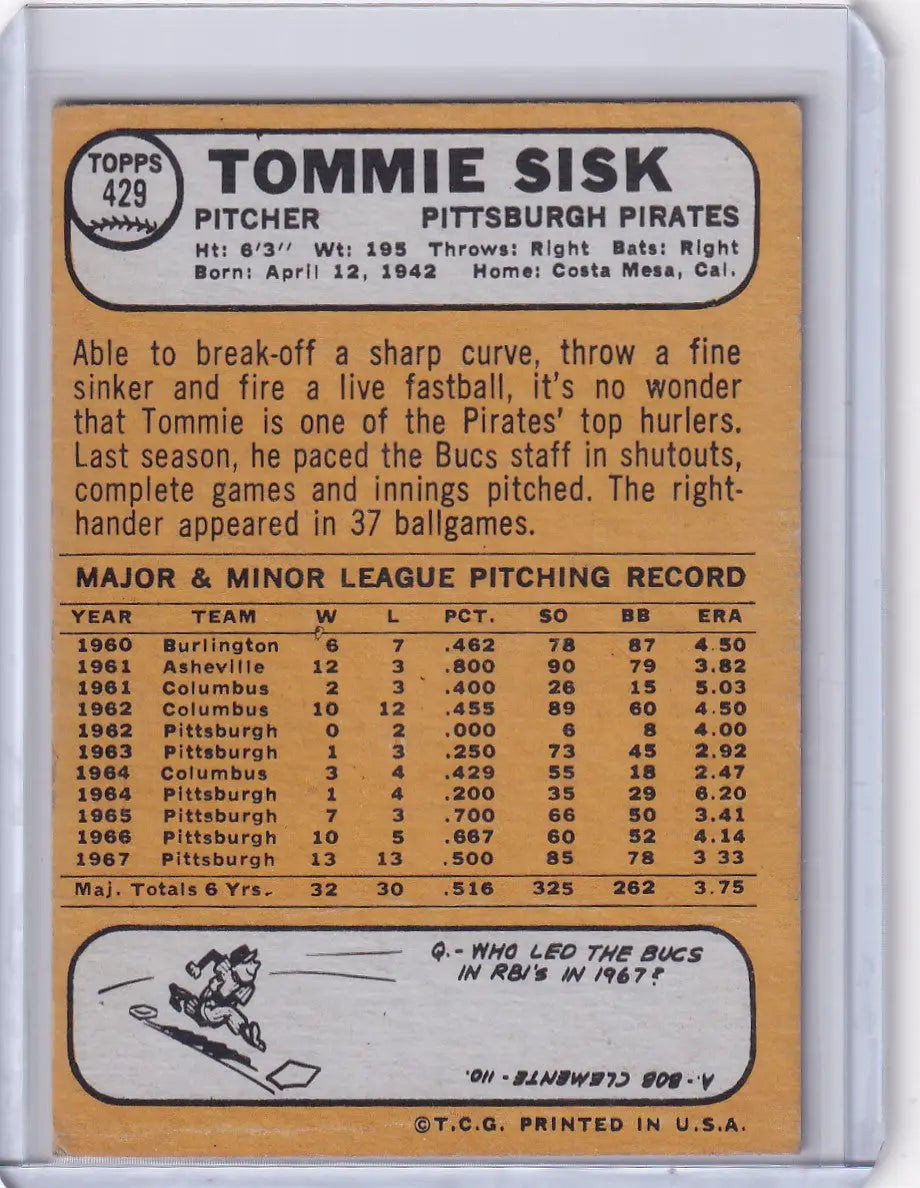 TOPPS
429
TOMMIE SISK
PITCHER PITTSBURGH PIRATES
Ht: 6'3'' Wt: 195 Throws: Right Bats: Right
Born: April 12, 1942 Home: Costa Mesa, Cal.
Able to break-off a sharp curve, throw a fine
sinker and fire a live fastball, it's no wonder
that Tommie is one of the Pirates' top hurlers.
Last season, he paced the Bucs staff in shutouts,
complete games and innings pitched. The right-
hander appeared in 37 ballgames.
MAJOR & MINOR LEAGUE PITCHING RECORD
YEAR TEAM W L PCT. SO BB ERA
1960 Burlington 6 7 .462 78 87 4.50
1961 Asheville 12 3 .800 90 79 3.82
1961 Columbus 2 3 .400 26 15 5.03
1962 Columbus 10 12 .455 89 60 4.50
1962 Pittsburgh 0 2 .000 6 8 4.00
1963 Pittsburgh 1 3 .250 73 45 2.92
1964 Columbus 3 4 .429 55 18 2.47
1964 Pittsburgh 1 4 .200 35 29 6.20
1965 Pittsburgh 7 3 .700 66 50 3.41
1966 Pittsburgh 10 5 .667 60 52 4.14
1967 Pittsburgh 13 13 .500 85 78 3 33
Maj. Totals 6 Yrs. 32 30 .516 325 262 3.75
Q.- WHO LED THE BUCS
IN RBI'S IN 1967?
A.- BOB CLEMENTE - 110.
©T.C.G. PRINTED IN U.S.A.